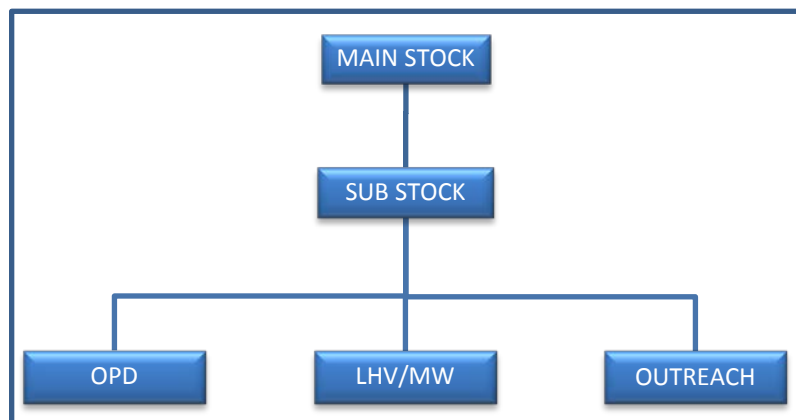 MAIN STOCK
SUB STOCK
OPD
LHV/MW
OUTREACH